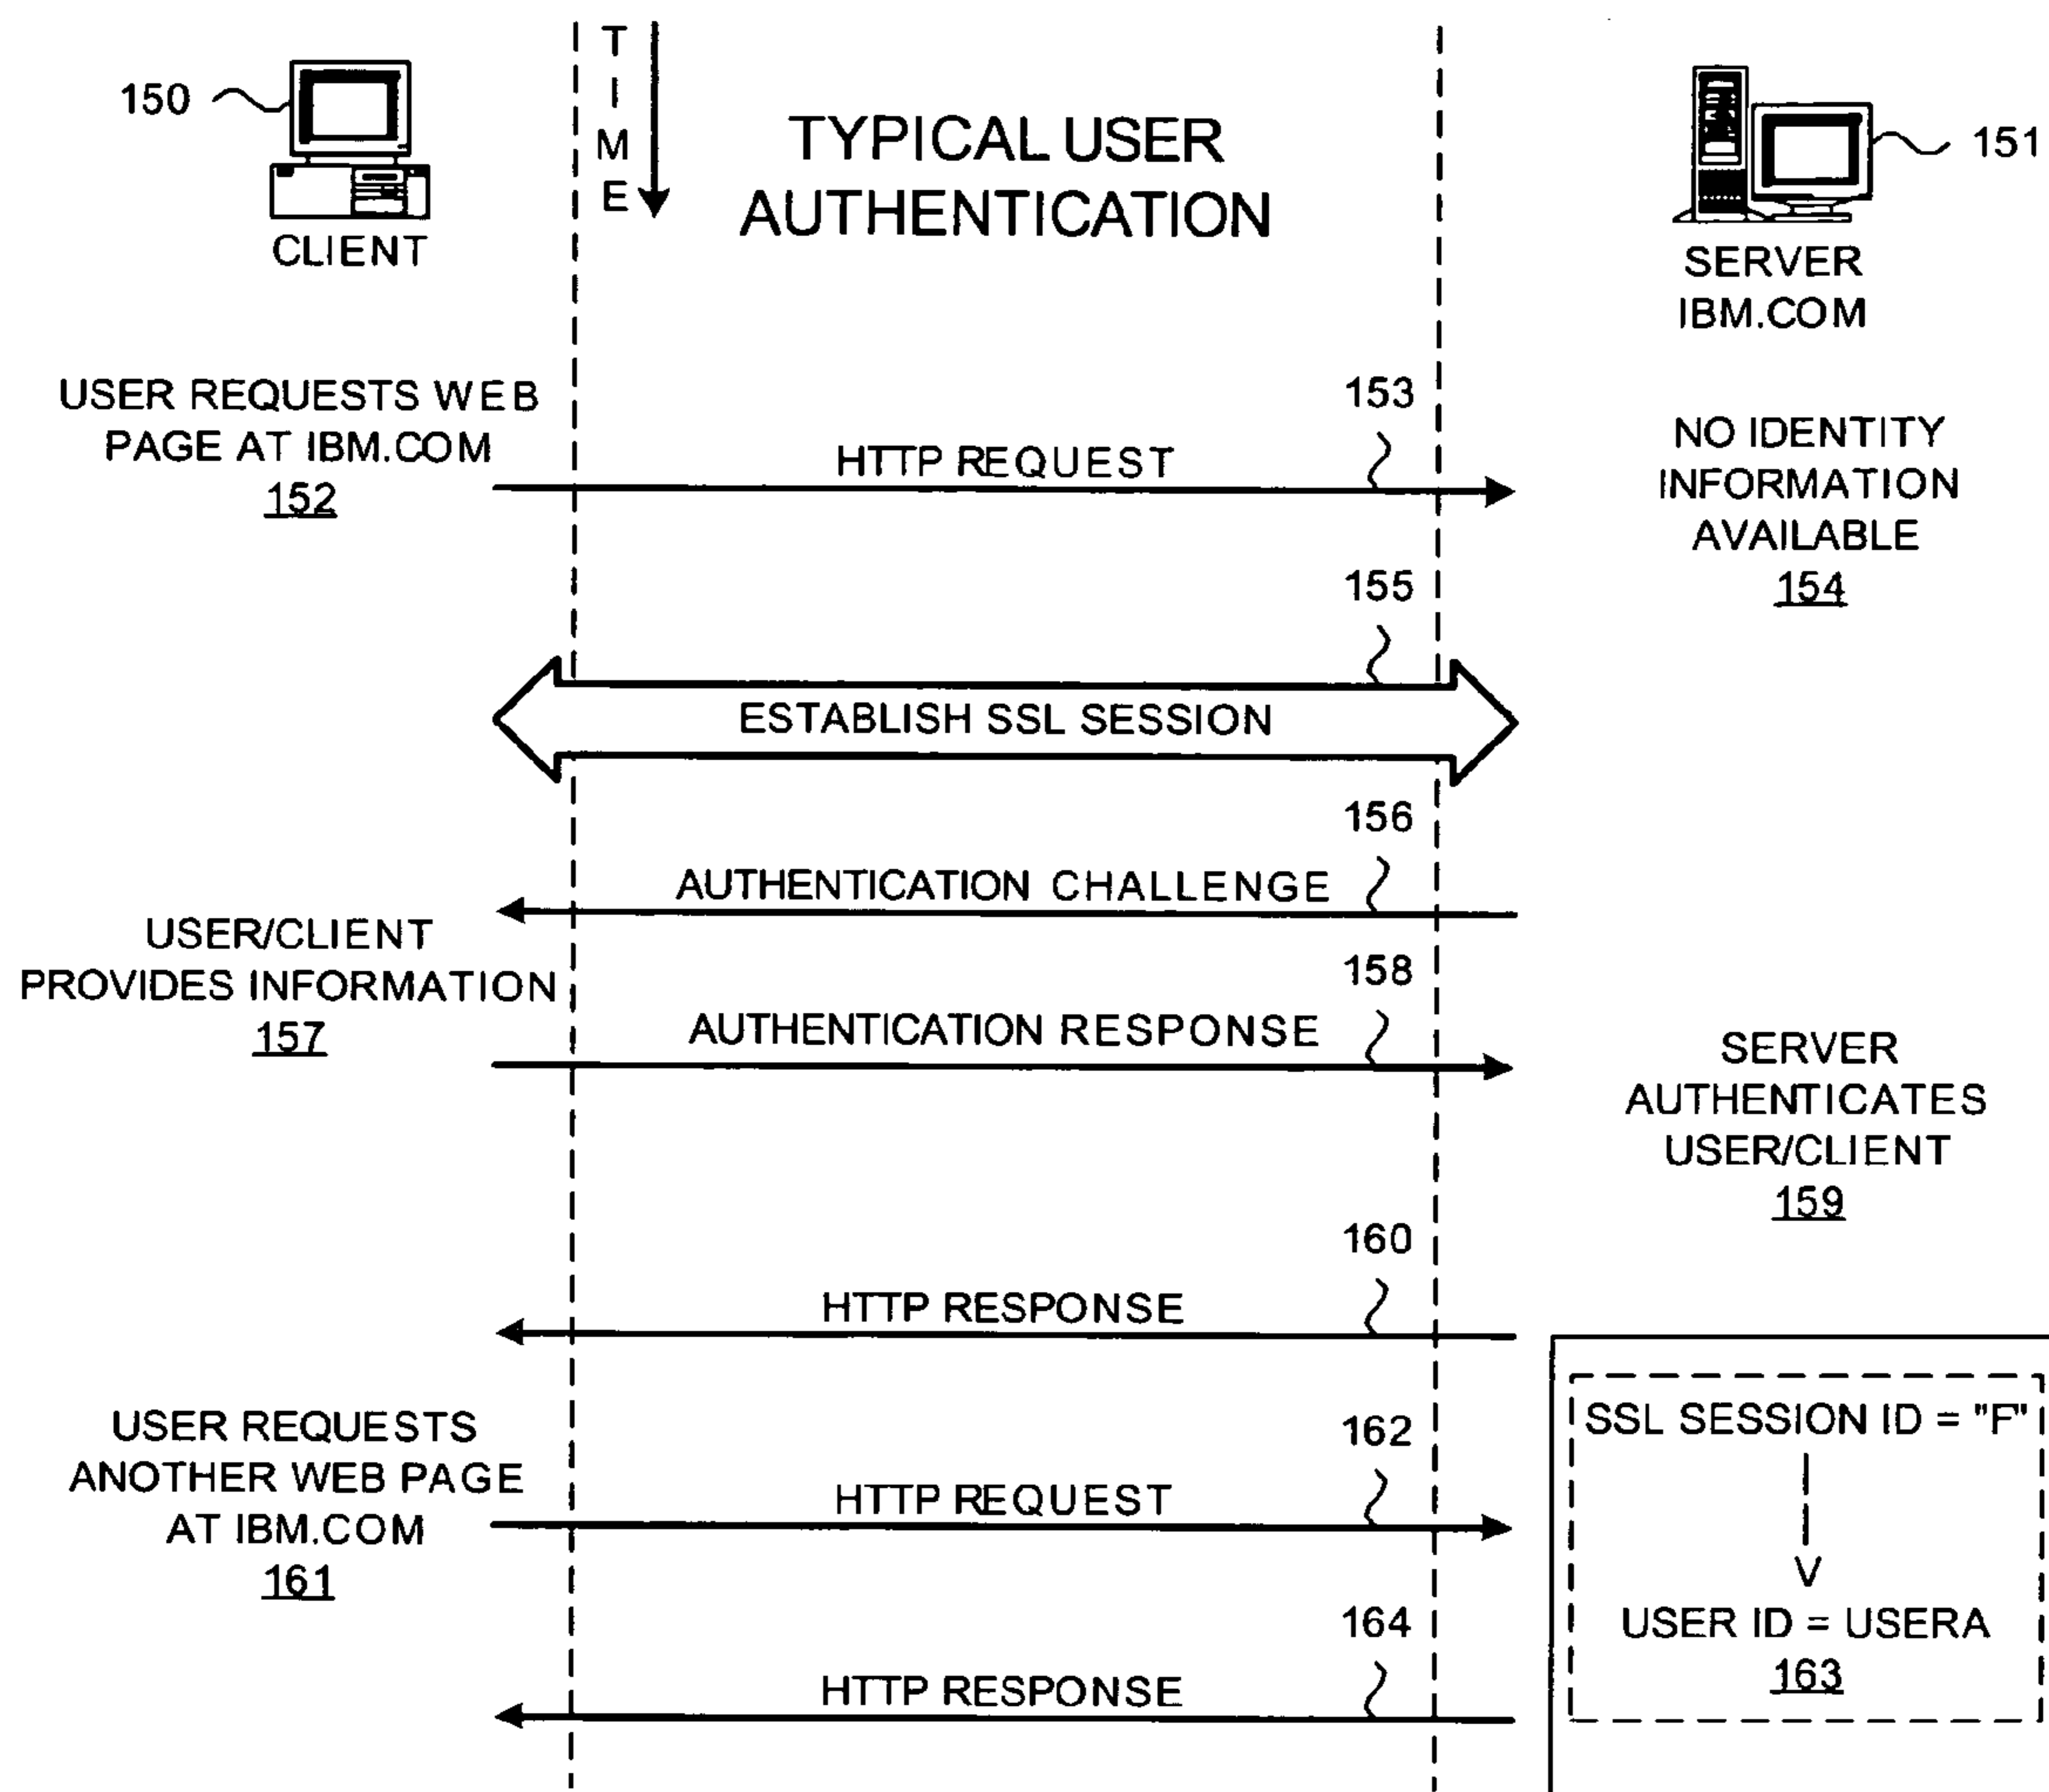 TIME
150
TYPICAL USER
AUTHENTICATION
151
CLIENT
SERVER
IBM.COM
USER REQUESTS WEB
PAGE AT IBM.COM
152
153
HTTP REQUEST
NO IDENTITY
INFORMATION
AVAILABLE
154
155
ESTABLISH SSL SESSION
156
AUTHENTICATION CHALLENGE
USER/CLIENT
PROVIDES INFORMATION
157
158
AUTHENTICATION RESPONSE
SERVER
AUTHENTICATES
USER/CLIENT
159
160
HTTP RESPONSE
USER REQUESTS
ANOTHER WEB PAGE
AT IBM.COM
161
162
HTTP REQUEST
SSL SESSION ID = "F"
USER ID = USERA
163
164
HTTP RESPONSE